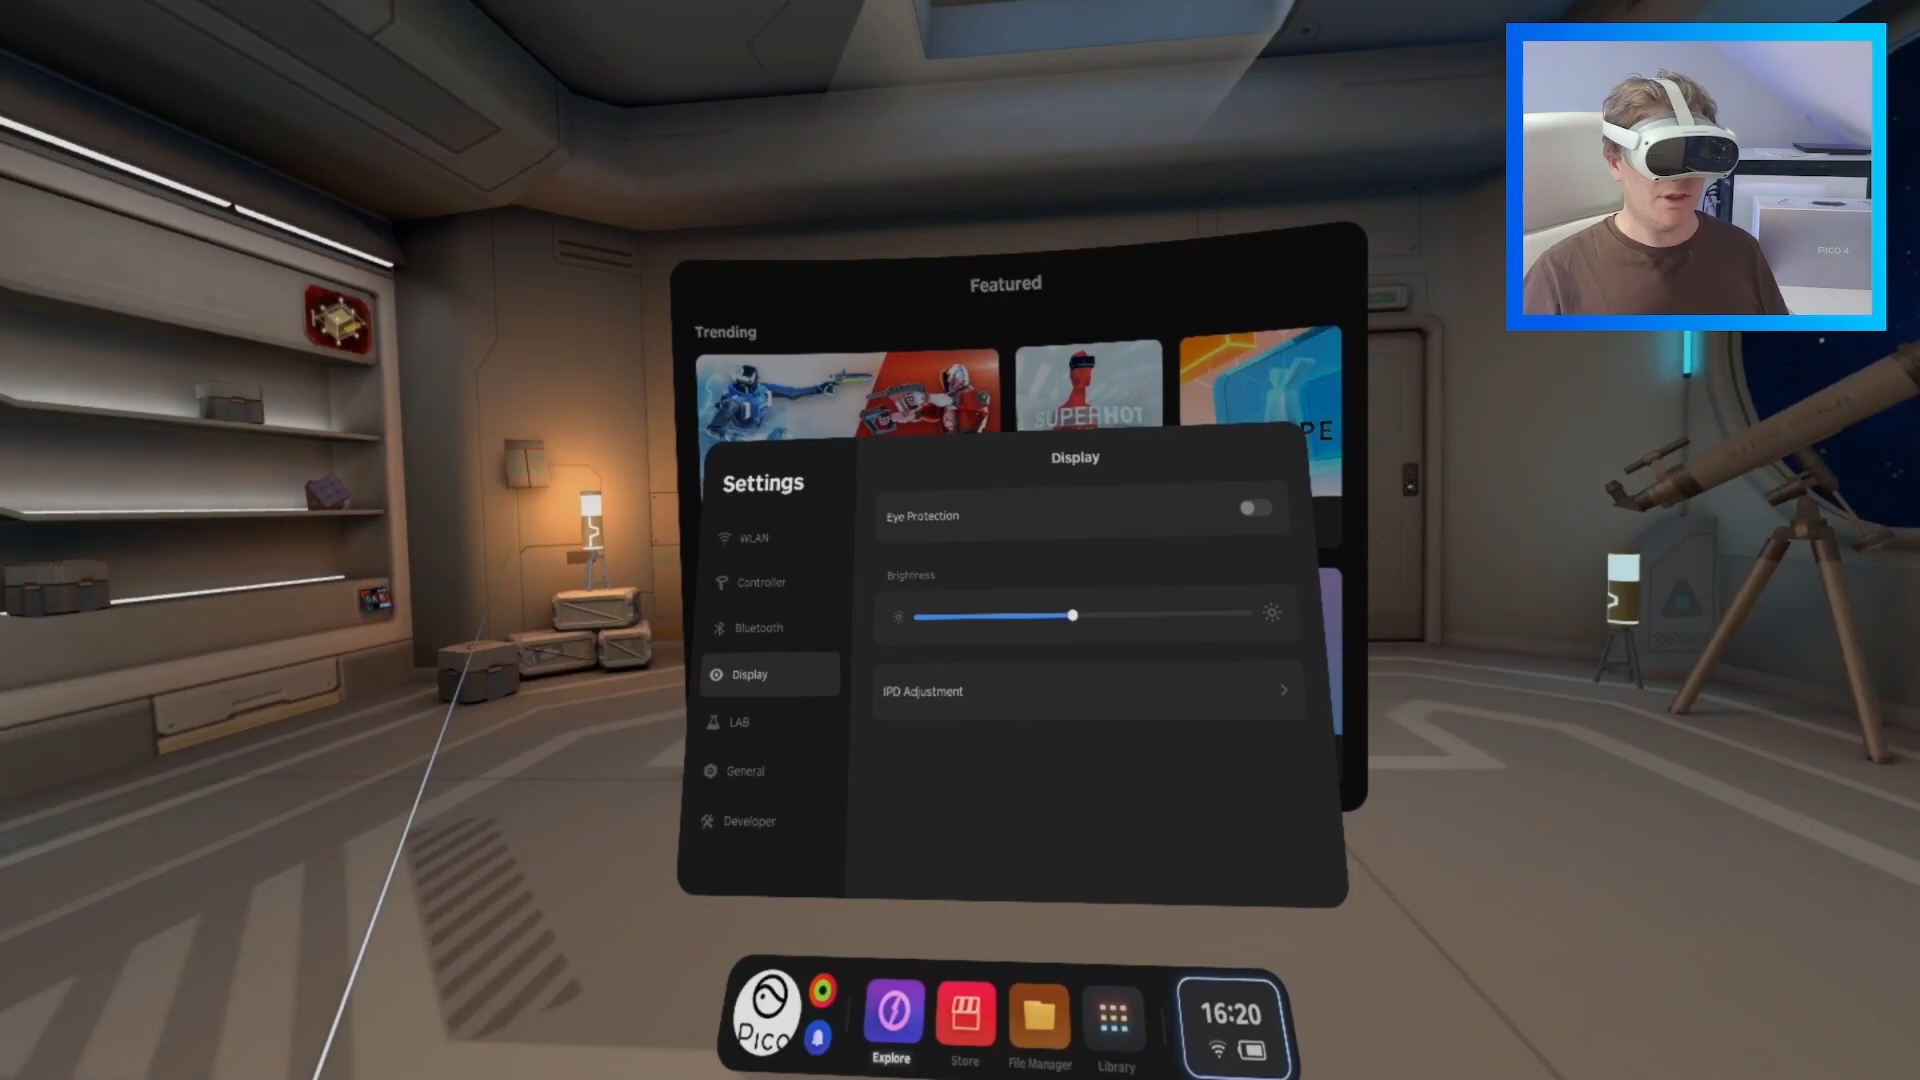 PICO 4
Featured
Trending
SUPERHOT
PE
Settings
WLAN
Controller
Bluetooth
Display
LAB
General
Developer
Display
Eye Protection
Brightness
IPD Adjustment
PICO
Explore
Store
File Manager
Library
16:20